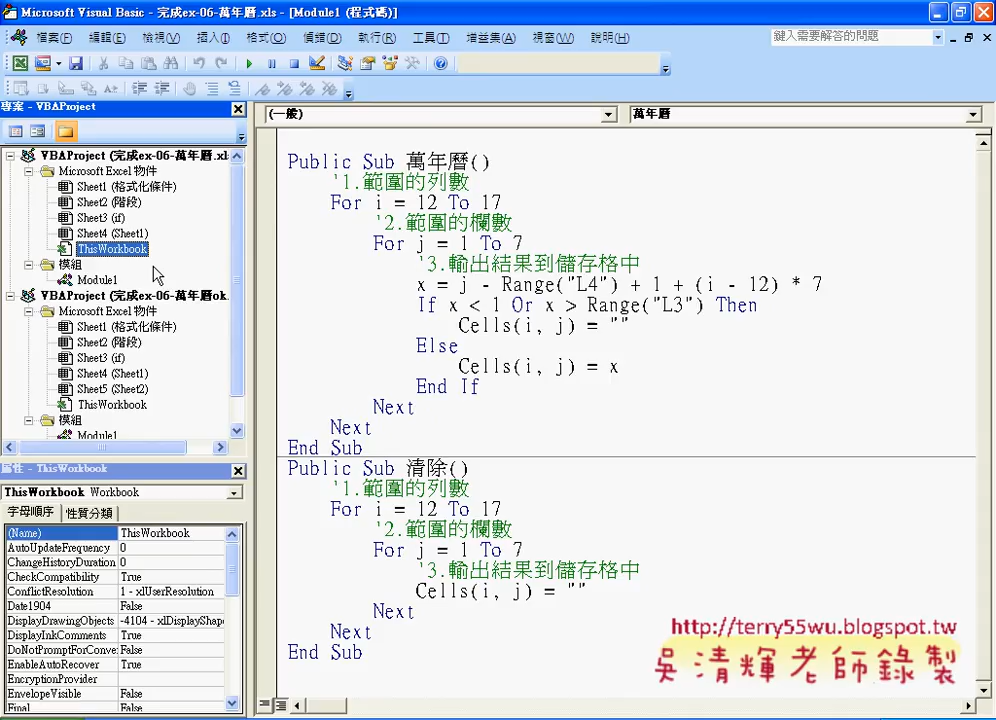 Microsoft Visual Basic - 完成ex-06-萬年曆.xls - [Module1 (程式碼)]
檔案(F) 編輯(E) 檢視(V) 插入(I) 格式(O) 偵錯(D) 執行(R) 工具(T) 增益集(A) 視窗(W) 說明(H) 鍵入需要解答的問題
專案 - VBAProject
VBAProject (完成ex-06-萬年曆.xl
Microsoft Excel 物件
Sheet1 (格式化條件)
Sheet2 (階段)
Sheet3 (if)
Sheet4 (Sheet1)
ThisWorkbook
模組
Module1
VBAProject (完成ex-06-萬年曆ok.
Microsoft Excel 物件
Sheet1 (格式化條件)
Sheet2 (階段)
Sheet3 (if)
Sheet4 (Sheet1)
Sheet5 (Sheet2)
ThisWorkbook
模組
Module1
屬性 - ThisWorkbook
ThisWorkbook Workbook
字母順序 性質分類
(Name) ThisWorkbook
AutoUpdateFrequency 0
ChangeHistoryDuration 0
CheckCompatibility True
ConflictResolution 1 - xlUserResolution
Date1904 False
DisplayDrawingObjects -4104 - xlDisplayShape
DisplayInkComments True
DoNotPromptForConve False
EnableAutoRecover True
EncryptionProvider
EnvelopeVisible False
Final False
(一般) 萬年曆
Public Sub 萬年曆()
'1.範圍的列數
For i = 12 To 17
'2.範圍的欄數
For j = 1 To 7
'3.輸出結果到儲存格中
x = j - Range("L4") + 1 + (i - 12) * 7
If x < 1 Or x > Range("L3") Then
Cells(i, j) = ""
Else
Cells(i, j) = x
End If
Next
Next
End Sub
Public Sub 清除()
'1.範圍的列數
For i = 12 To 17
'2.範圍的欄數
For j = 1 To 7
'3.輸出結果到儲存格中
Cells(i, j) = ""
Next
Next
End Sub
http://terry55wu.blogspot.tw
吳清輝老師錄製